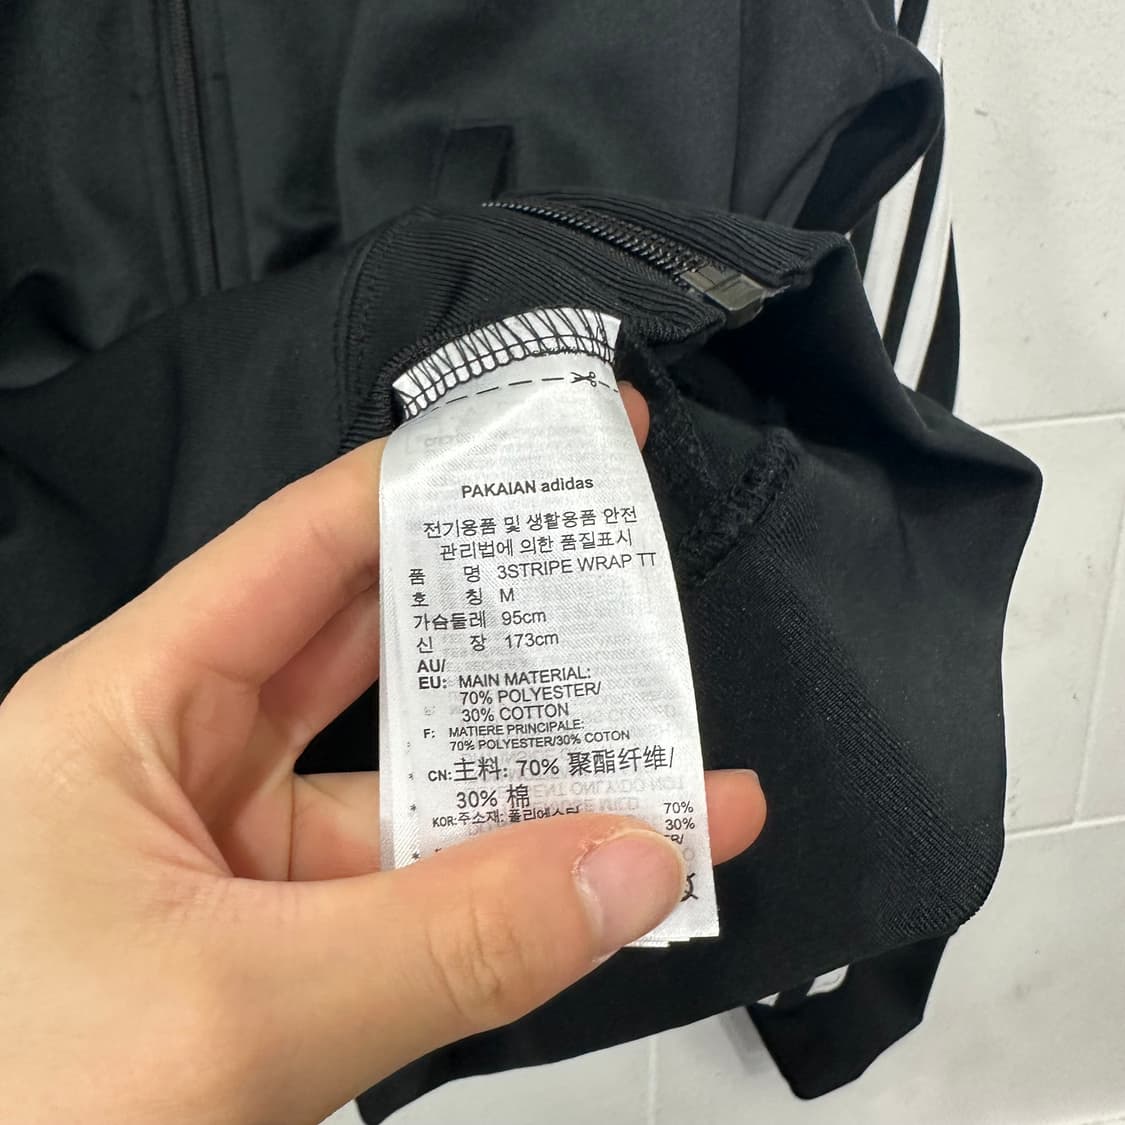 PAKAIAN adidas
전기용품 및 생활용품 안전
관리법에 의한 품질표시
품 명 3STRIPE WRAP TT
호 칭 M
가슴둘레 95cm
신 장 173cm
AU/
EU: MAIN MATERIAL:
70% POLYESTER/
30% COTTON
F: MATIERE PRINCIPALE:
70% POLYESTER/30% COTON
CN:主料: 70% 聚酯纤维/
30% 棉
KOR:주소재: 폴리에스터 70%
30%